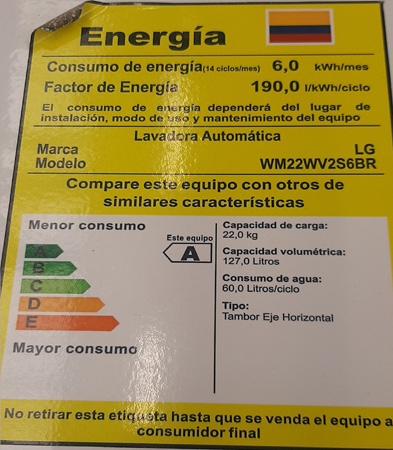 Energía
Consumo de energía(14 ciclos/mes) 6,0 kWh/mes
Factor de Energía 190,0 l/kWh/ciclo
El consumo de energía dependerá del lugar de
instalación, modo de uso y mantenimiento del equipo
Lavadora Automática
Marca LG
Modelo WM22WV2S6BR
Compare este equipo con otros de
similares características
Menor consumo
A
B
C
D
E
Mayor consumo
Este equipo
A
Capacidad de carga:
22,0 kg
Capacidad volumétrica:
127,0 Litros
Consumo de agua:
60,0 Litros/ciclo
Tipo:
Tambor Eje Horizontal
No retirar esta etiqueta hasta que se venda el equipo a
consumidor final